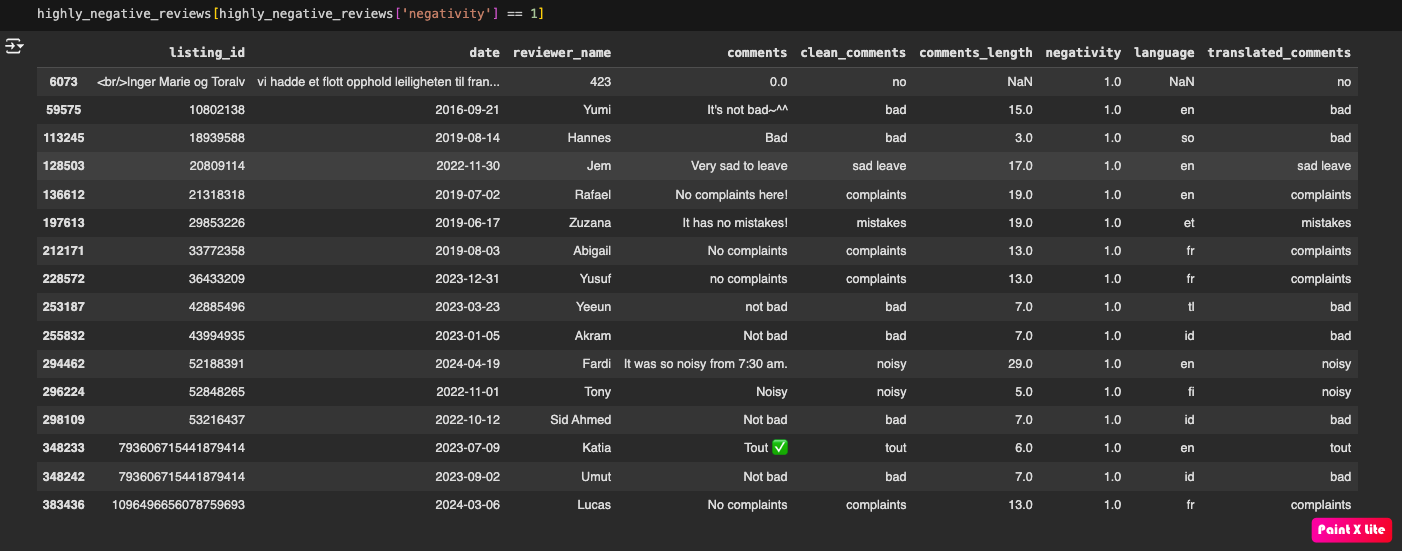 highly_negative_reviews[highly_negative_reviews['negativity'] == 1]
listing_id date reviewer_name comments clean_comments comments_length negativity language translated_comments
6073 <br/>Inger Marie og Toralv vi hadde et flott opphold leiligheten til fran... 423 0.0 no NaN 1.0 NaN no
59575 10802138 2016-09-21 Yumi It's not bad~^^ bad 15.0 1.0 en bad
113245 18939588 2019-08-14 Hannes Bad bad 3.0 1.0 so bad
128503 20809114 2022-11-30 Jem Very sad to leave sad leave 17.0 1.0 en sad leave
136612 21318318 2019-07-02 Rafael No complaints here! complaints 19.0 1.0 en complaints
197613 29853226 2019-06-17 Zuzana It has no mistakes! mistakes 19.0 1.0 et mistakes
212171 33772358 2019-08-03 Abigail No complaints complaints 13.0 1.0 fr complaints
228572 36433209 2023-12-31 Yusuf no complaints complaints 13.0 1.0 fr complaints
253187 42885496 2023-03-23 Yeeun not bad bad 7.0 1.0 tl bad
255832 43994935 2023-01-05 Akram Not bad bad 7.0 1.0 id bad
294462 52188391 2024-04-19 Fardi It was so noisy from 7:30 am. noisy 29.0 1.0 en noisy
296224 52848265 2022-11-01 Tony Noisy noisy 5.0 1.0 fi noisy
298109 53216437 2022-10-12 Sid Ahmed Not bad bad 7.0 1.0 id bad
348233 793606715441879414 2023-07-09 Katia Tout ✅ tout 6.0 1.0 en tout
348242 793606715441879414 2023-09-02 Umut Not bad bad 7.0 1.0 id bad
383436 1096496656078759693 2024-03-06 Lucas No complaints complaints 13.0 1.0 fr complaints
Paint X Lite